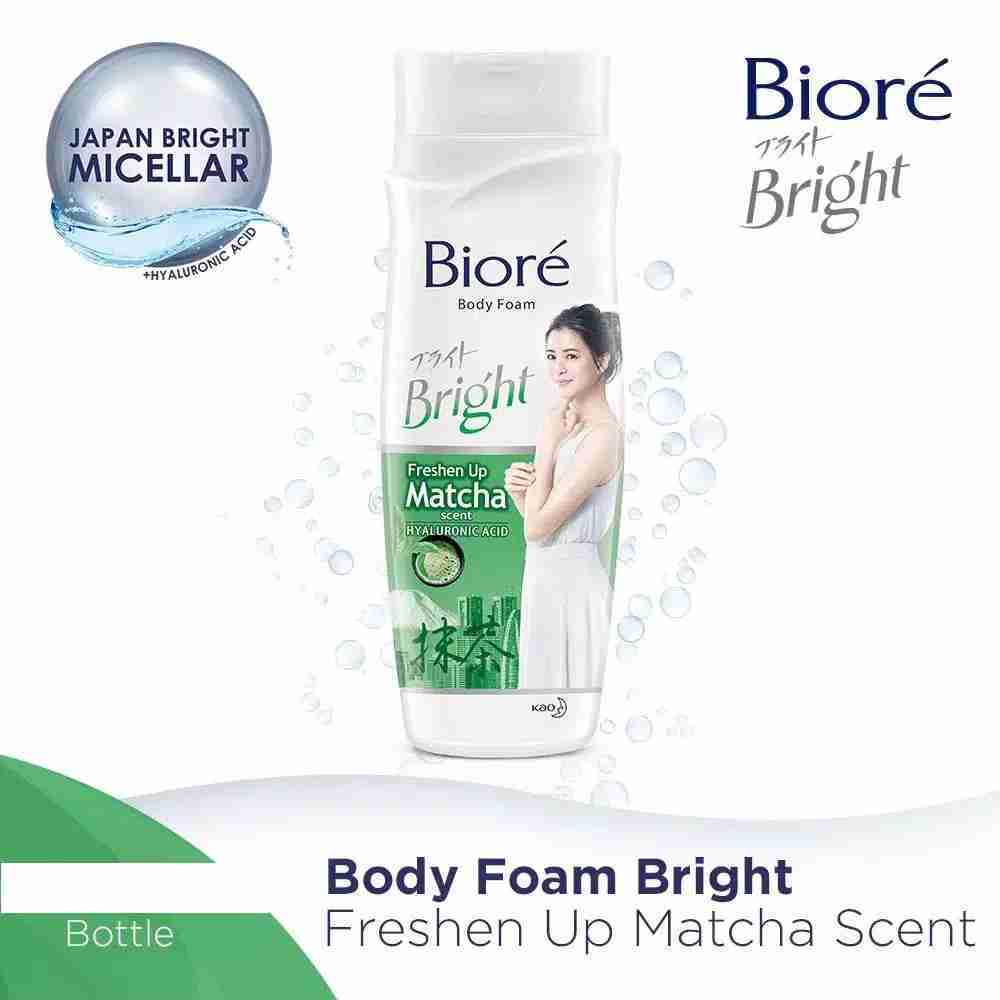 JAPAN BRIGHT
MICELLAR
+HYALURONIC ACID
Bioré
ブライト
Bright
Bioré
Body Foam
ブライト
Bright
Freshen Up
Matcha
scent
HYALURONIC ACID
抹茶
Kao
Body Foam Bright
Freshen Up Matcha Scent
Bottle